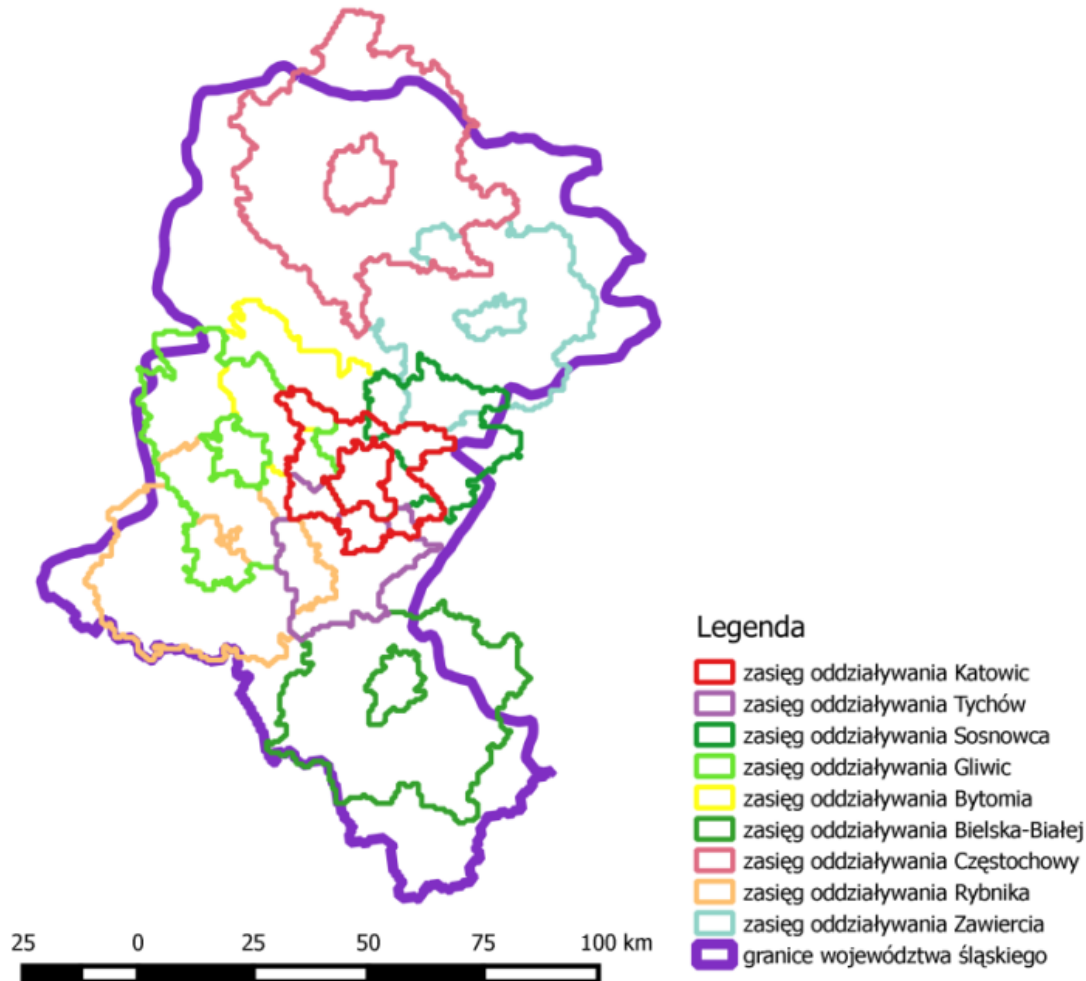 Legenda
zasięg oddziaływania Katowic
zasięg oddziaływania Tychów
zasięg oddziaływania Sosnowca
zasięg oddziaływania Gliwic
zasięg oddziaływania Bytomia
zasięg oddziaływania Bielska-Białej
zasięg oddziaływania Częstochowy
zasięg oddziaływania Rybnika
zasięg oddziaływania Zawiercia
granice województwa śląskiego
25 0 25 50 75 100 km